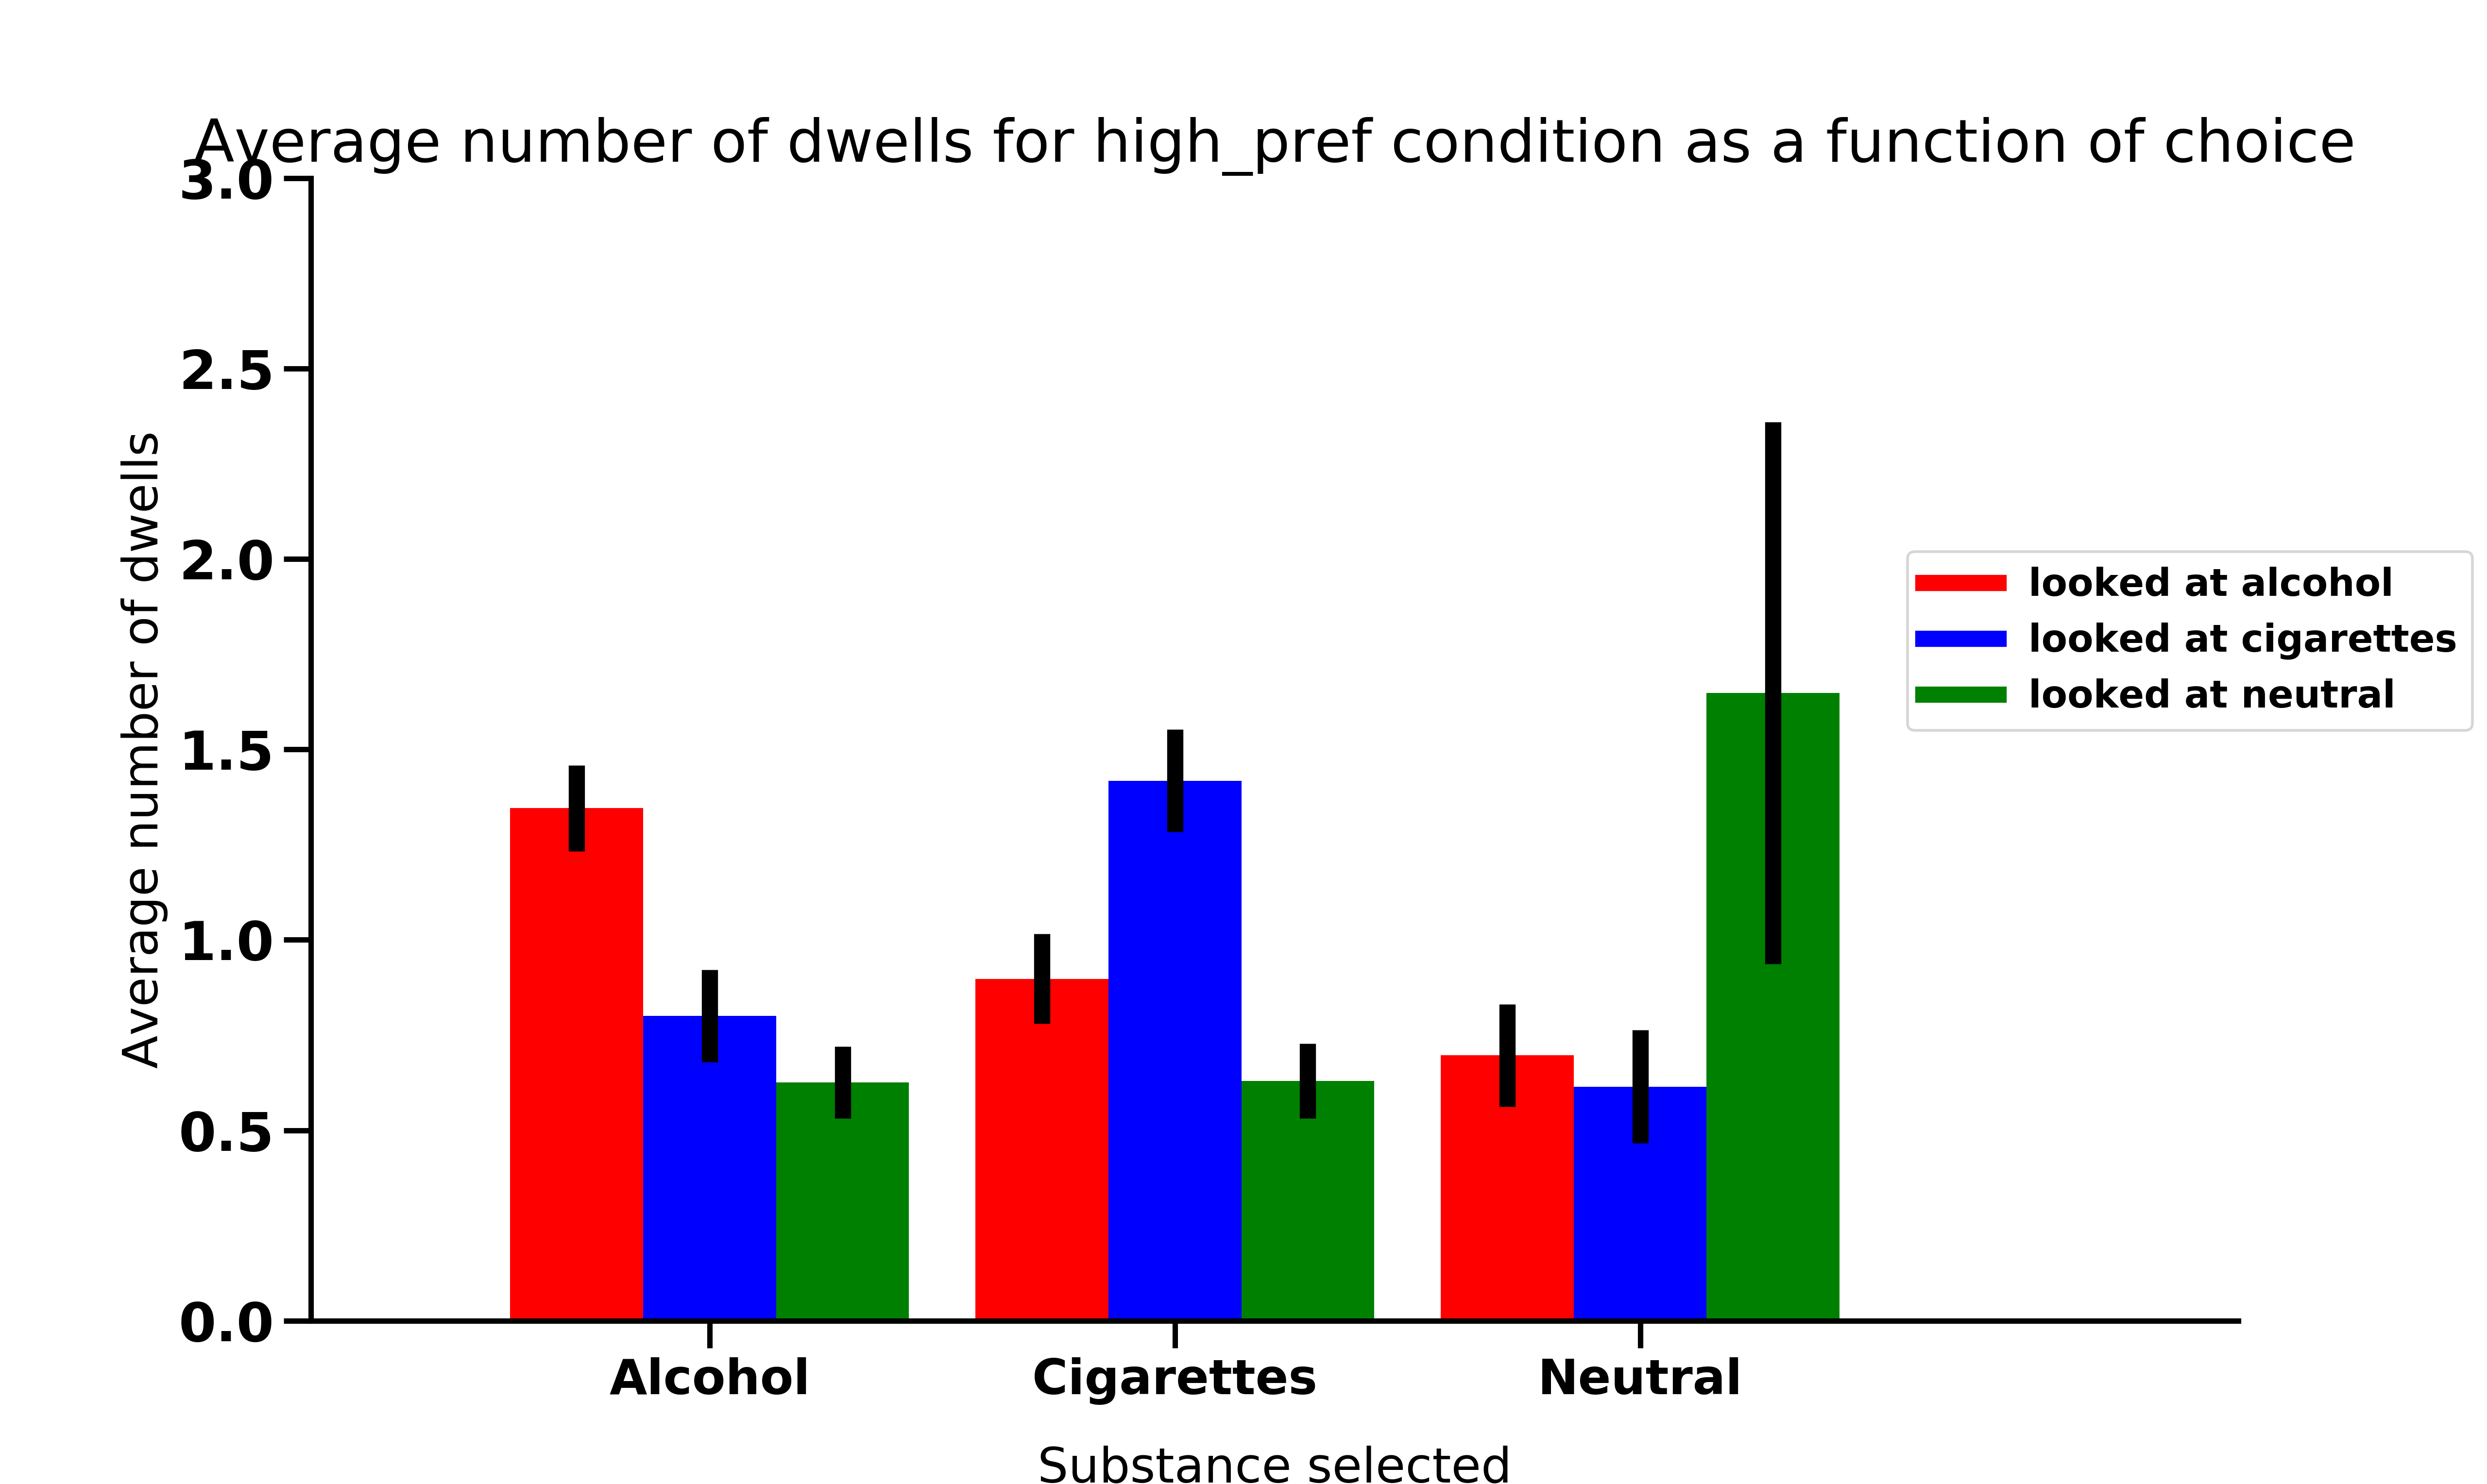 Average number of dwells for high_pref condition as a function of choice
3.0
2.5
2.0
1.5
1.0
0.5
0.0
Average number of dwells
looked at alcohol
looked at cigarettes
looked at neutral
Alcohol Cigarettes Neutral
Substance selected